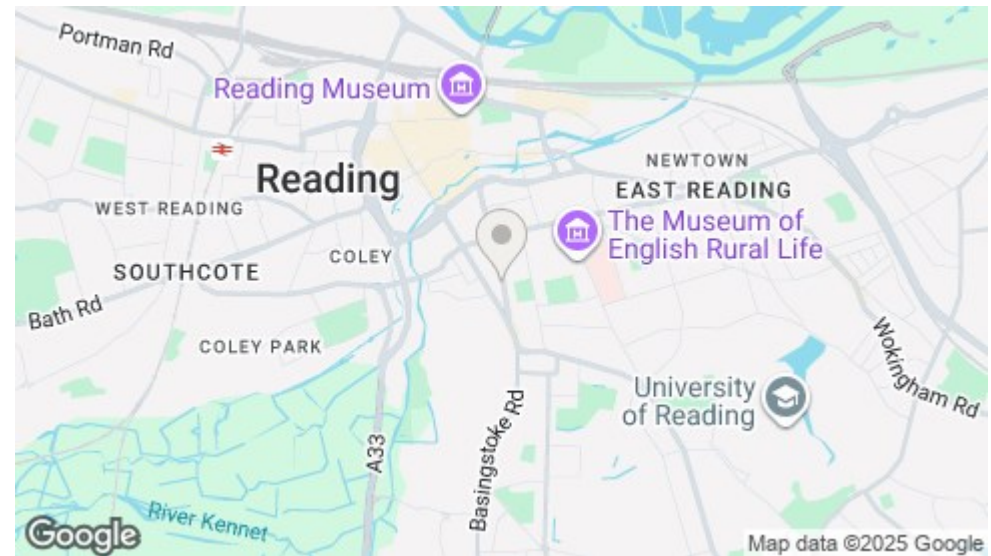 Portman Rd
Reading Museum
NEWTOWN
Reading
EAST READING
WEST READING
The Museum of
English Rural Life
COLEY
SOUTHCOTE
Bath Rd
COLEY PARK
Wokingham Rd
University
of Reading
Basingstoke Rd
A33
River Kennet
Google
Map data ©2025 Google